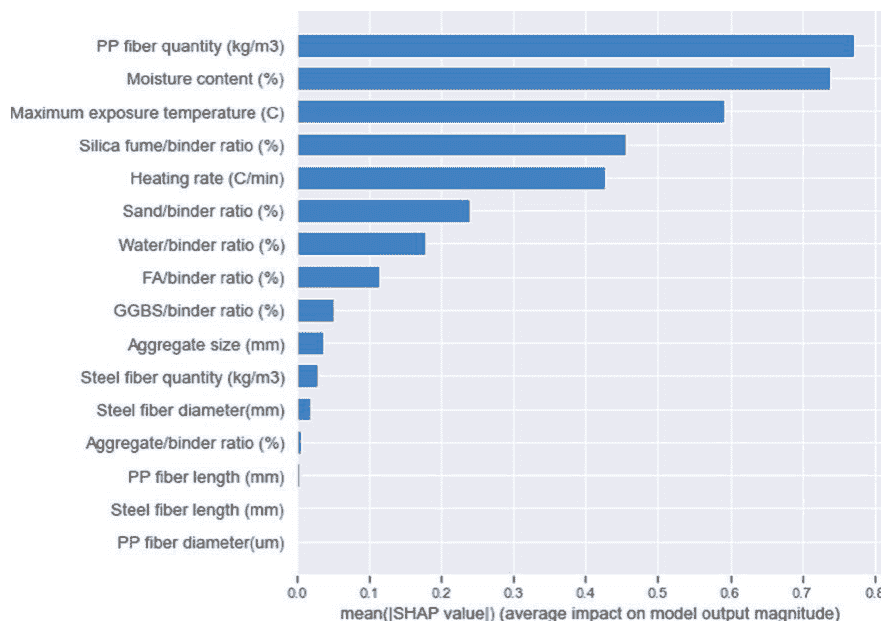 PP fiber quantity (kg/m3)
Moisture content (%)
Maximum exposure temperature (C)
Silica fume/binder ratio (%)
Heating rate (C/min)
Sand/binder ratio (%)
Water/binder ratio (%)
FA/binder ratio (%)
GGBS/binder ratio (%)
Aggregate size (mm)
Steel fiber quantity (kg/m3)
Steel fiber diameter(mm)
Aggregate/binder ratio (%)
PP fiber length (mm)
Steel fiber length (mm)
PP fiber diameter(um)
0.0 0.1 0.2 0.3 0.4 0.5 0.6 0.7 0.8
mean(|SHAP value|) (average impact on model output magnitude)